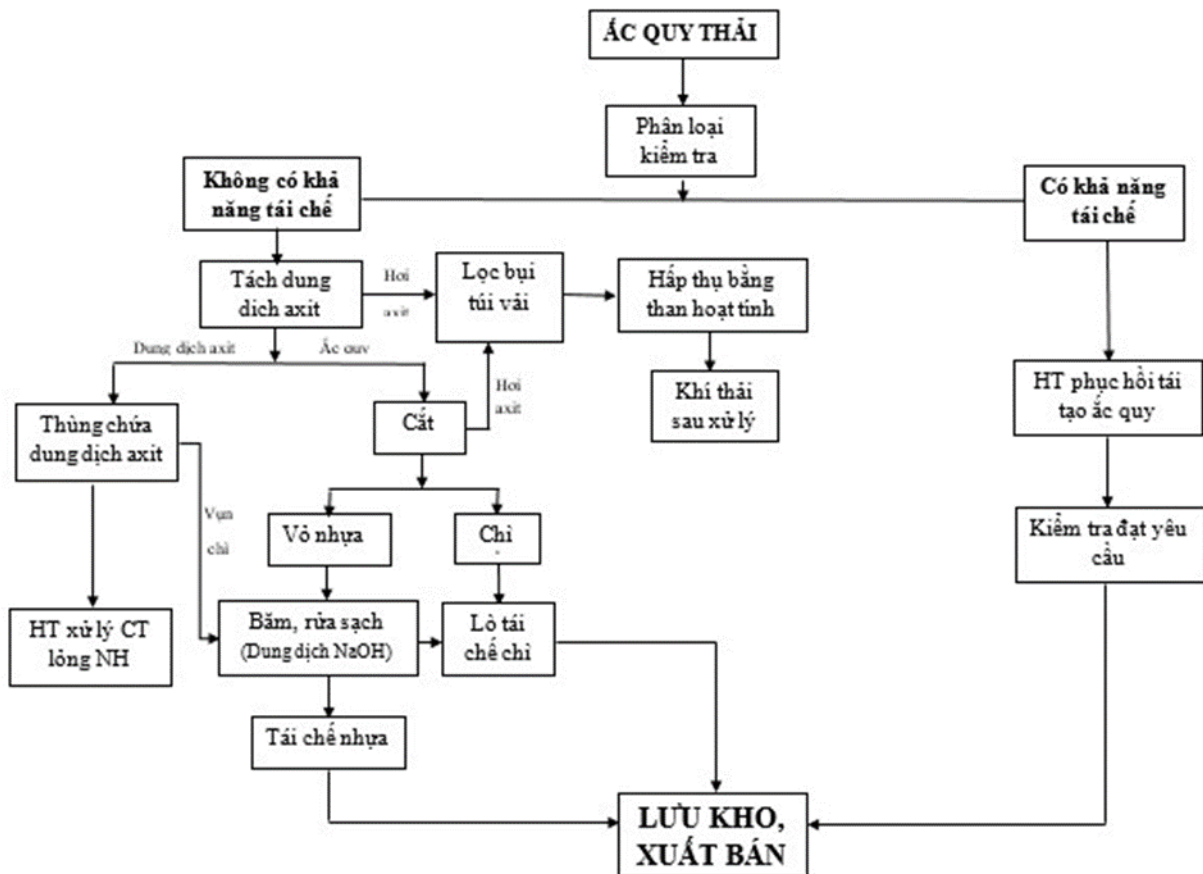 ẮC QUY THẢI
Phân loại
kiểm tra
Không có khả
năng tái chế
Có khả năng
tái chế
Tách dung
dịch axit
Hơi
axit
Lọc bụi
túi vải
Hấp thụ bằng
than hoạt tính
Dung dịch axit
Ắc quy
Hơi
axit
Khí thải
sau xử lý
HT phục hồi tái
tạo ắc quy
Thùng chứa
dung dịch axit
Cắt
Vụn
chì
Vỏ nhựa
Chì
Kiểm tra đạt yêu
cầu
HT xử lý CT
lỏng NH
Băm, rửa sạch
(Dung dịch NaOH)
Lò tái
chế chì
Tái chế nhựa
LƯU KHO,
XUẤT BÁN